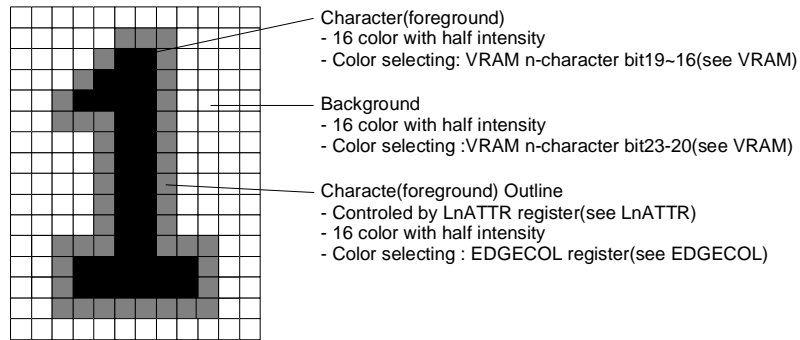 Character(foreground)
- 16 color with half intensity
- Color selecting: VRAM n-character bit19~16(see VRAM)
Background
- 16 color with half intensity
- Color selecting :VRAM n-character bit23-20(see VRAM)
Characte(foreground) Outline
- Controled by LnATTR register(see LnATTR)
- 16 color with half intensity
- Color selecting : EDGECOL register(see EDGECOL)